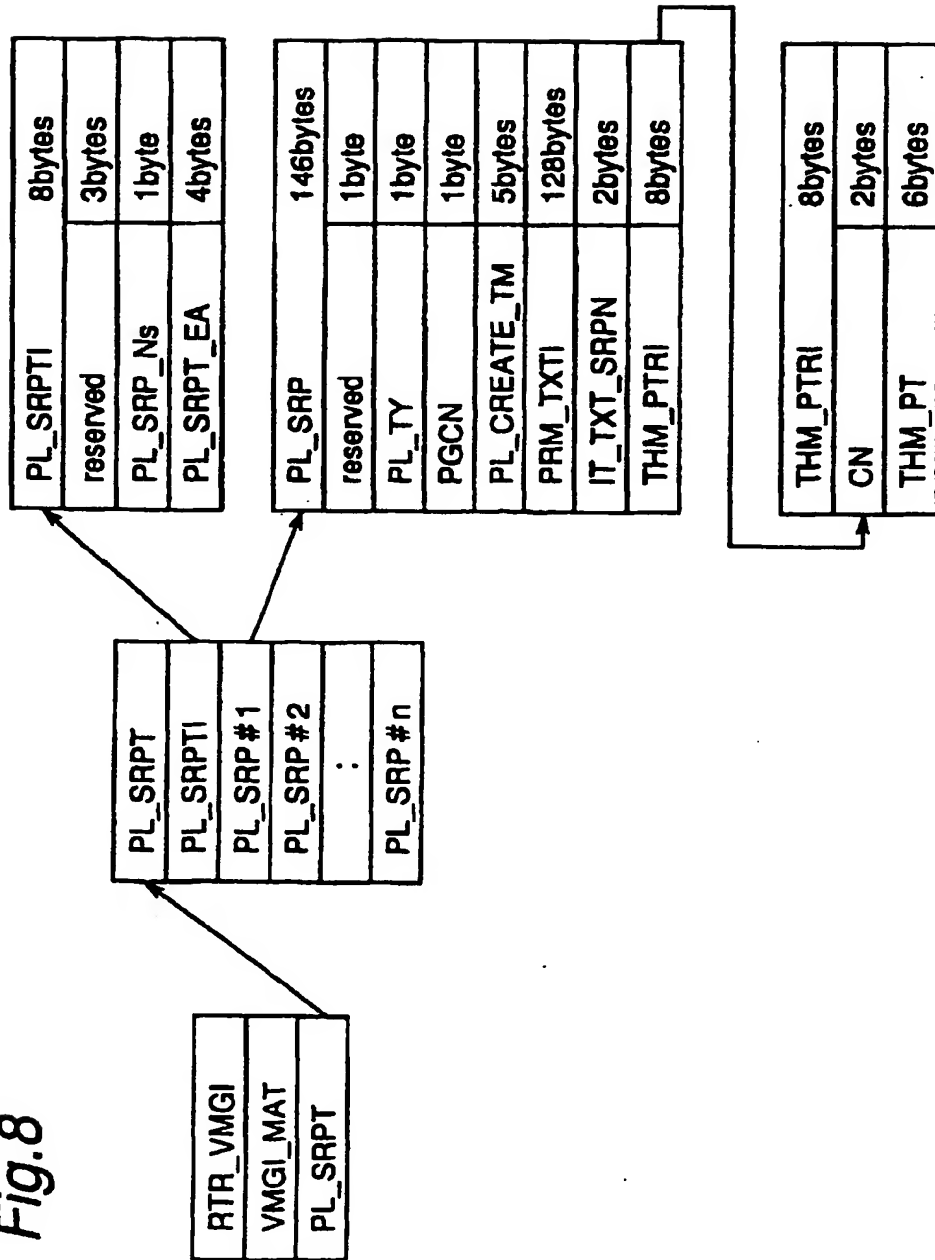 Fig.8
RTR_VMGI
VMGI_MAT
PL_SRPT
PL_SRPT
PL_SRPTI
PL_SRP#1
PL_SRP#2
:
PL_SRP#n
PL_SRPTI 8bytes
reserved 3bytes
PL_SRP_Ns 1byte
PL_SRPT_EA 4bytes
PL_SRP 146bytes
reserved 1byte
PL_TY 1byte
PGCN 1byte
PL_CREATE_TM 5bytes
PRM_TXTI 128bytes
IT_TXT_SRPN 2bytes
THM_PTRI 8bytes
THM_PTRI 8bytes
CN 2bytes
THM_PT 6bytes